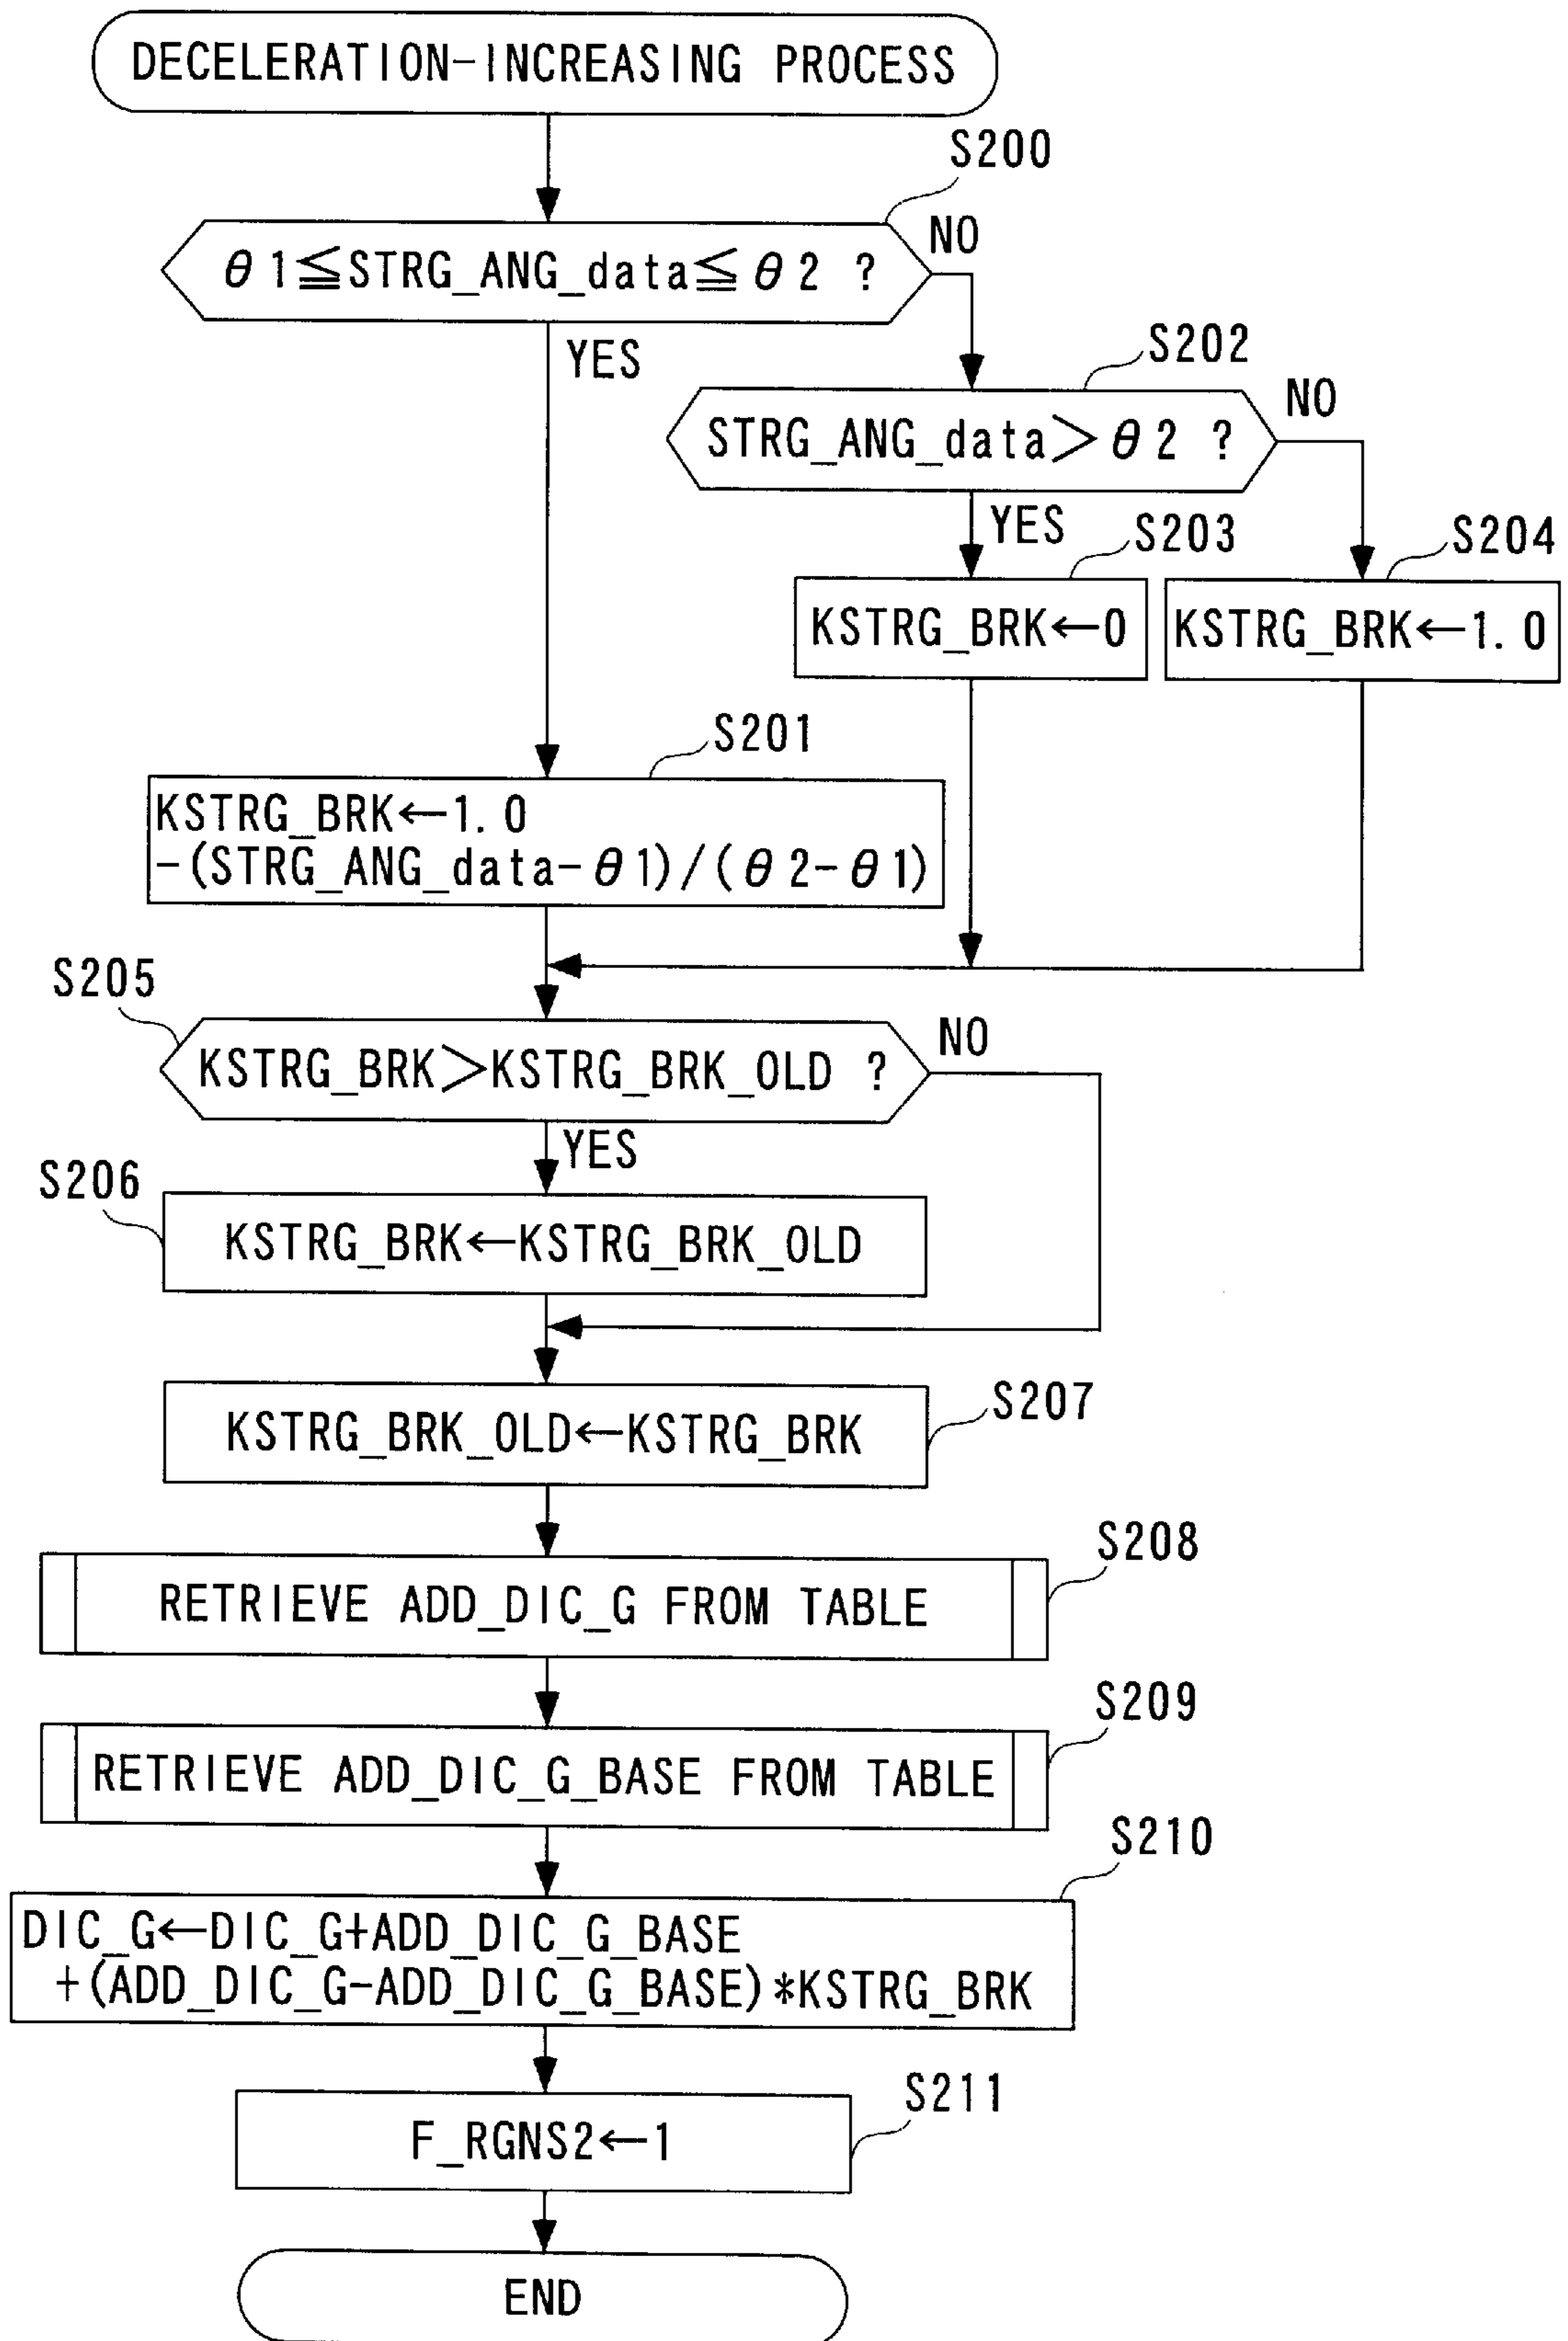 DECELERATION-INCREASING PROCESS
S200
θ1≦STRG_ANG_data≦θ2 ?
NO
YES
S202
STRG_ANG_data>θ2 ?
NO
YES
S203
KSTRG_BRK←0
S204
KSTRG_BRK←1.0
S201
KSTRG_BRK←1.0
-(STRG_ANG_data-θ1)/(θ2-θ1)
S205
KSTRG_BRK>KSTRG_BRK_OLD ?
NO
YES
S206
KSTRG_BRK←KSTRG_BRK_OLD
S207
KSTRG_BRK_OLD←KSTRG_BRK
S208
RETRIEVE ADD_DIC_G FROM TABLE
S209
RETRIEVE ADD_DIC_G_BASE FROM TABLE
S210
DIC_G←DIC_G+ADD_DIC_G_BASE
+(ADD_DIC_G-ADD_DIC_G_BASE)*KSTRG_BRK
S211
F_RGNS2←1
END